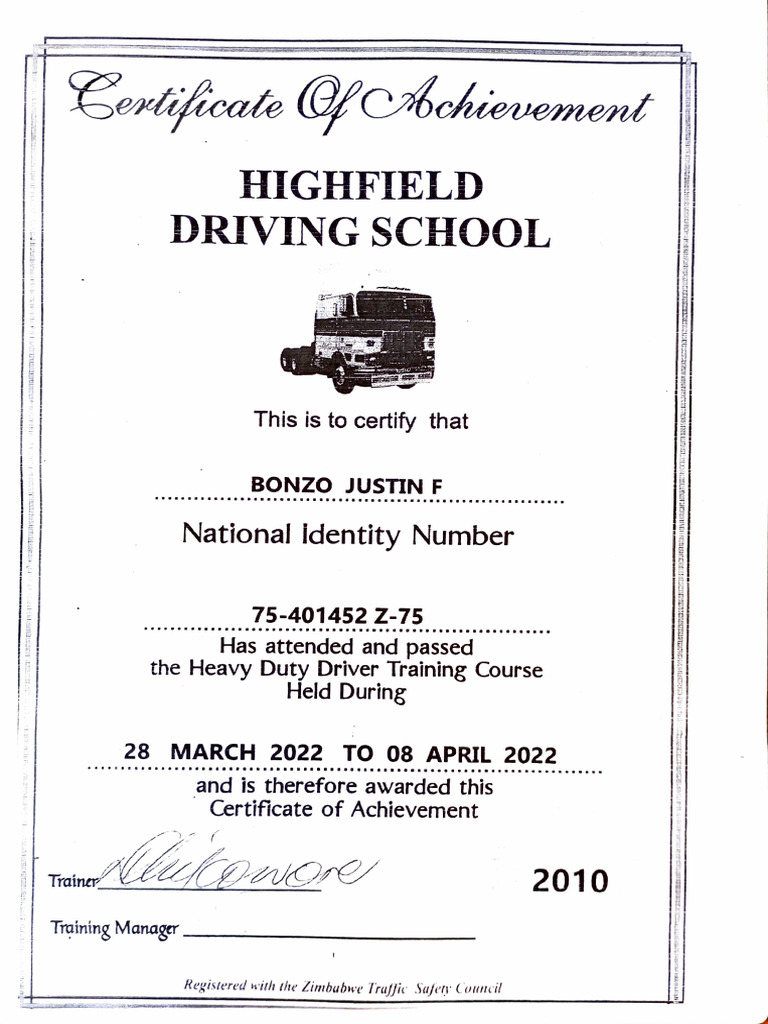 Certificate Of Achievement
HIGHFIELD
DRIVING SCHOOL
This is to certify that
BONZO JUSTIN F
National Identity Number
75-401452 Z-75
Has attended and passed
the Heavy Duty Driver Training Course
Held During
28 MARCH 2022 TO 08 APRIL 2022
and is therefore awarded this
Certificate of Achievement
Trainer
2010
Training Manager
Registered with the Zimbabwe Traffic Safety Council